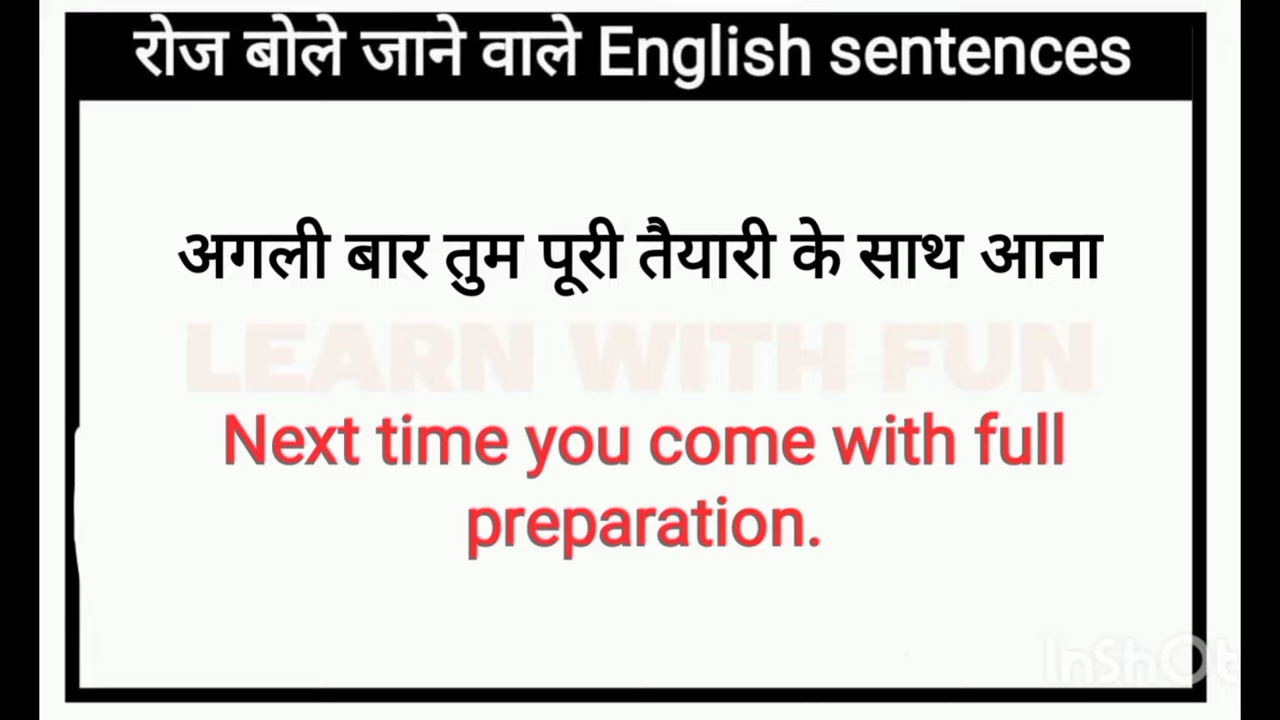 रोज बोले जाने वाले English sentences
अगली बार तुम पूरी तैयारी के साथ आना
LEARN WITH FUN
Next time you come with full
preparation.
InShOt